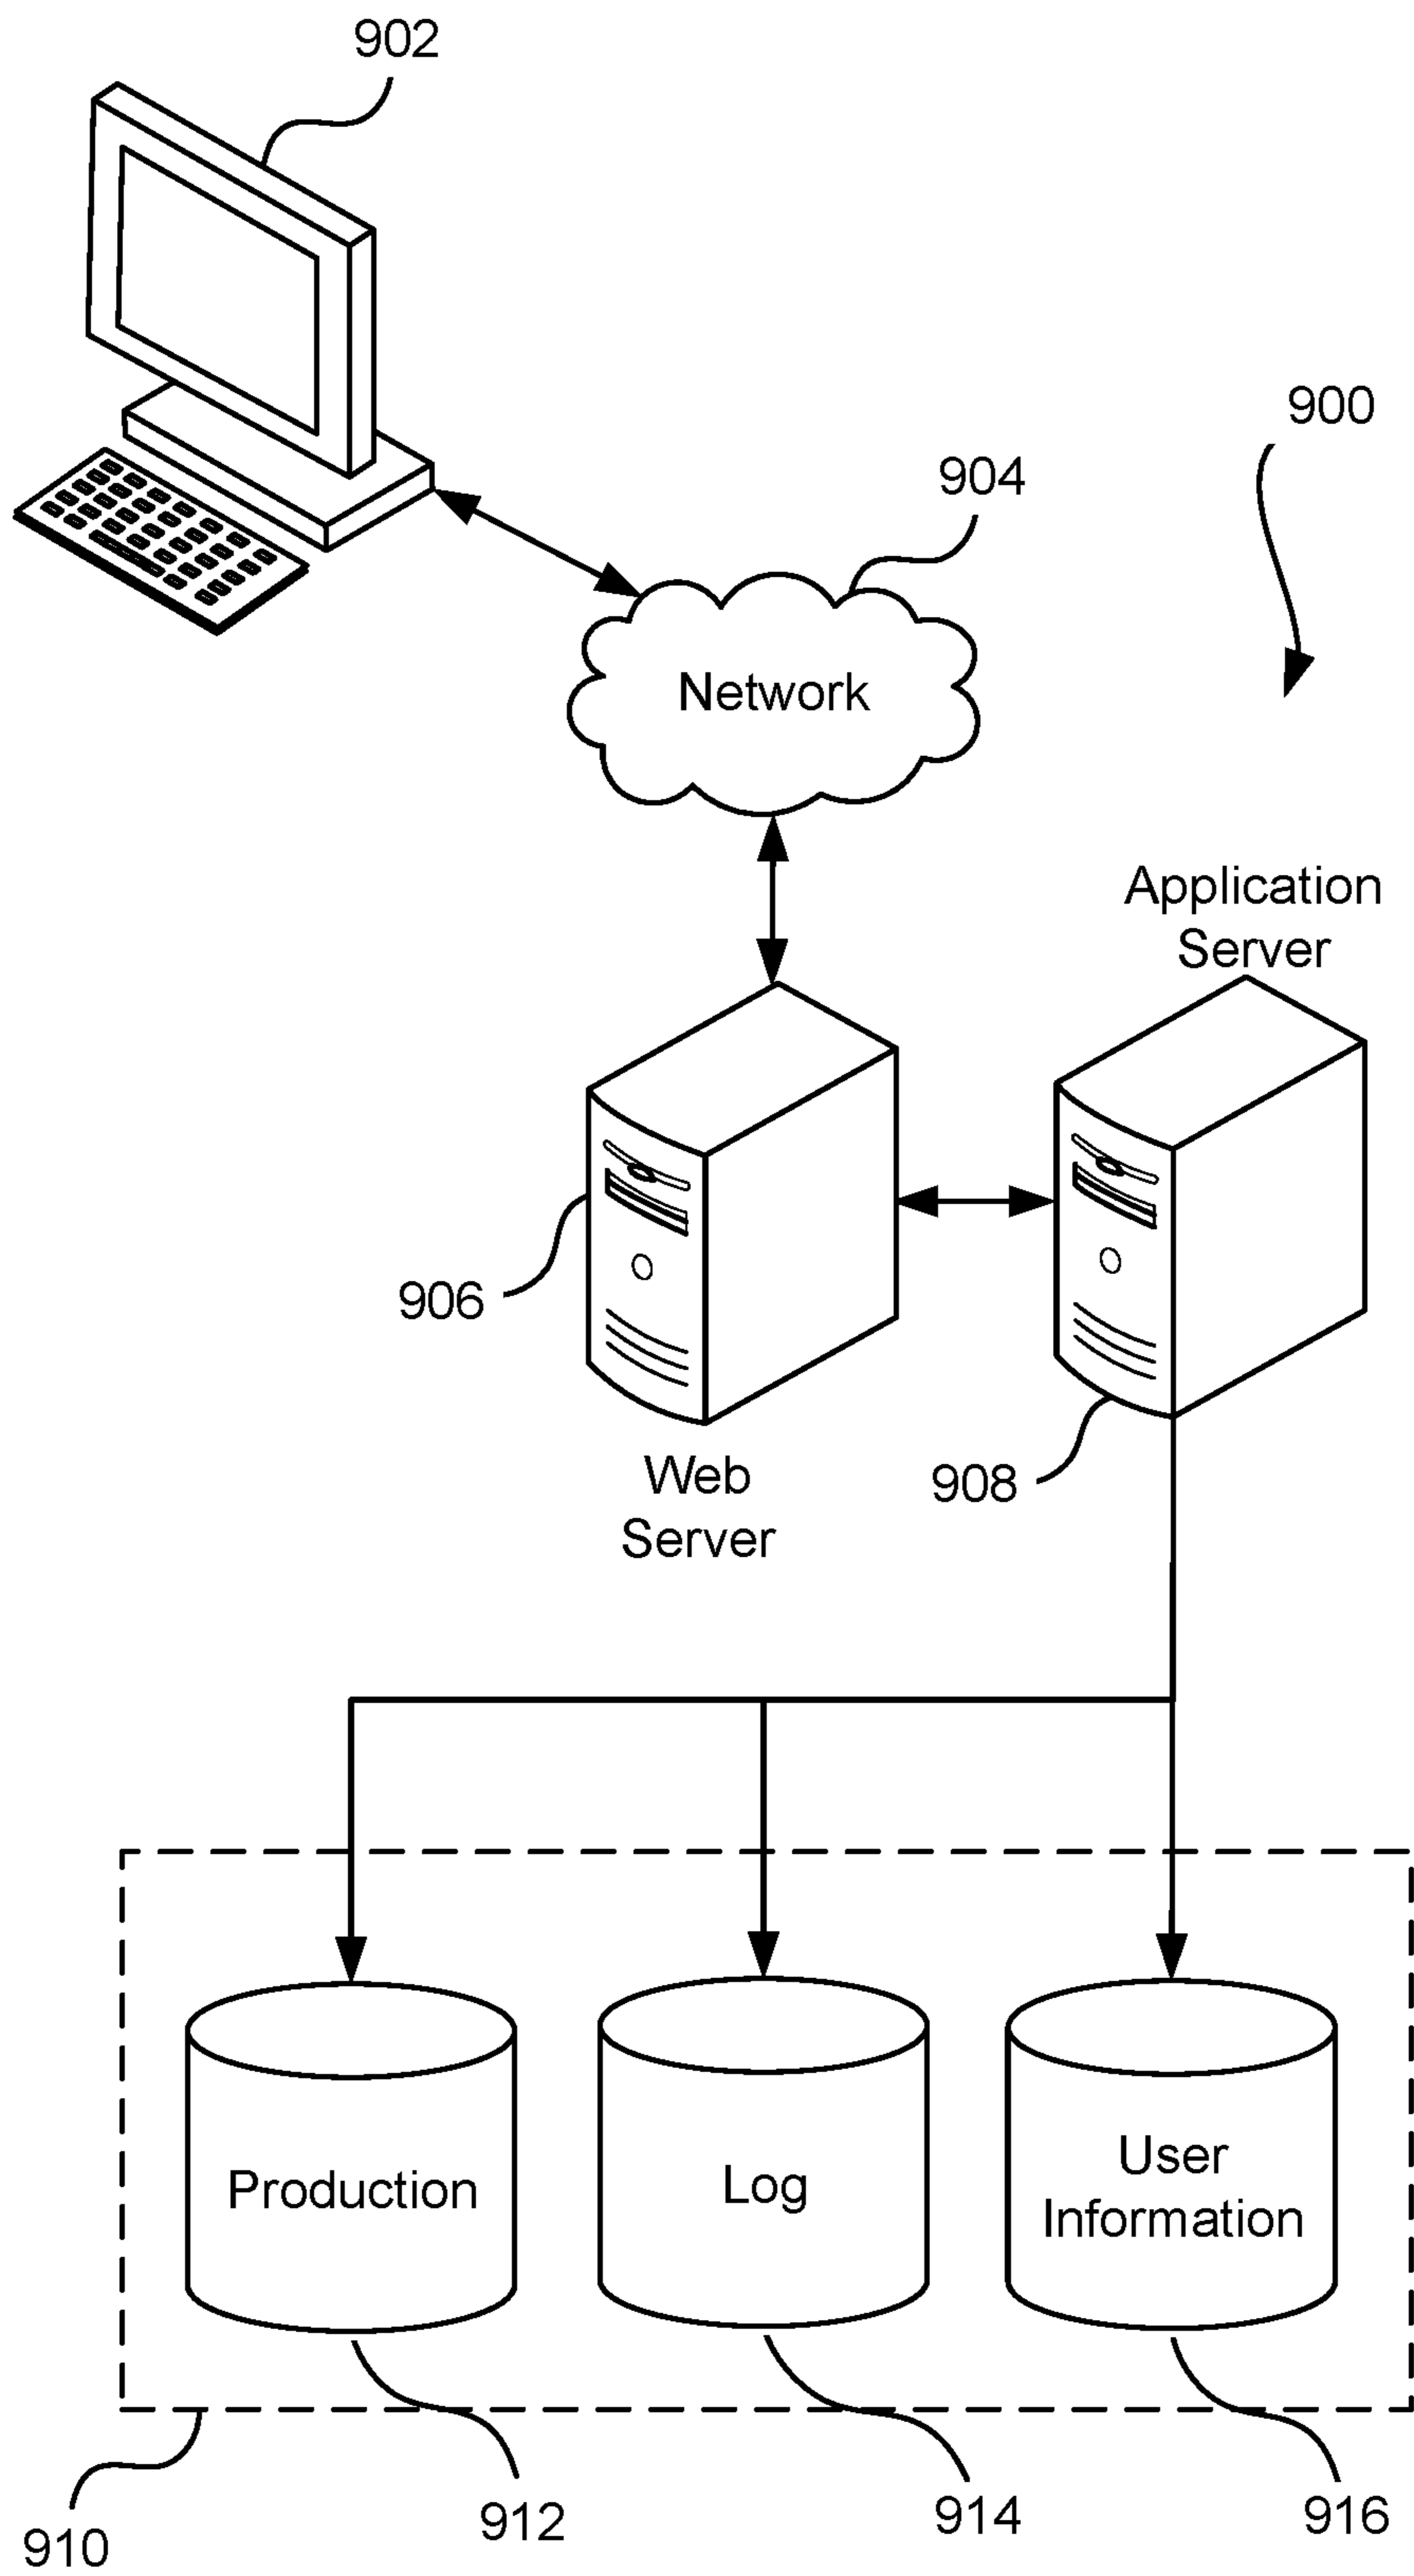 902
900
904
Network
Application
Server
906
908
Web
Server
Production
Log
User
Information
910
912
914
916